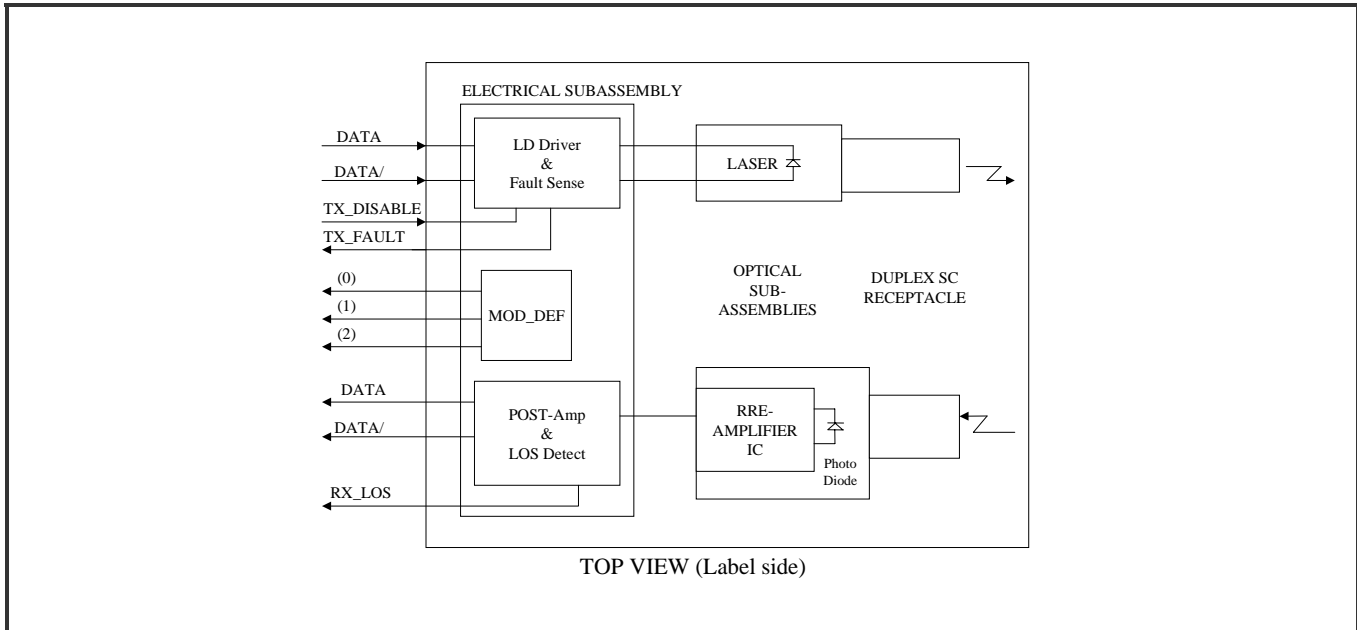 ELECTRICAL SUBASSEMBLY
DATA
DATA/
TX_DISABLE
TX_FAULT
LD Driver
&
Fault Sense
LASER
(0)
(1)
(2)
MOD_DEF
OPTICAL
SUB-
ASSEMBLIES
DUPLEX SC
RECEPTACLE
DATA
DATA/
RX_LOS
POST-Amp
&
LOS Detect
RRE-
AMPLIFIER
IC
Photo
Diode
TOP VIEW (Label side)